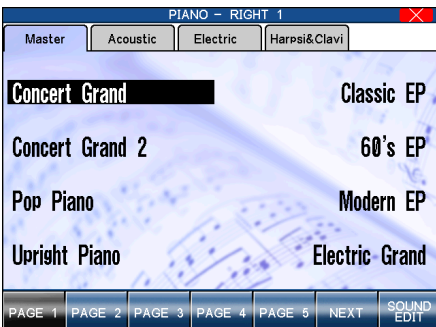 PIANO - RIGHT 1
Master Acoustic Electric Harpsi&Clavi
Concert Grand Classic EP
Concert Grand 2 60's EP
Pop Piano Modern EP
Upright Piano Electric Grand
PAGE 1 PAGE 2 PAGE 3 PAGE 4 PAGE 5 NEXT SOUND EDIT